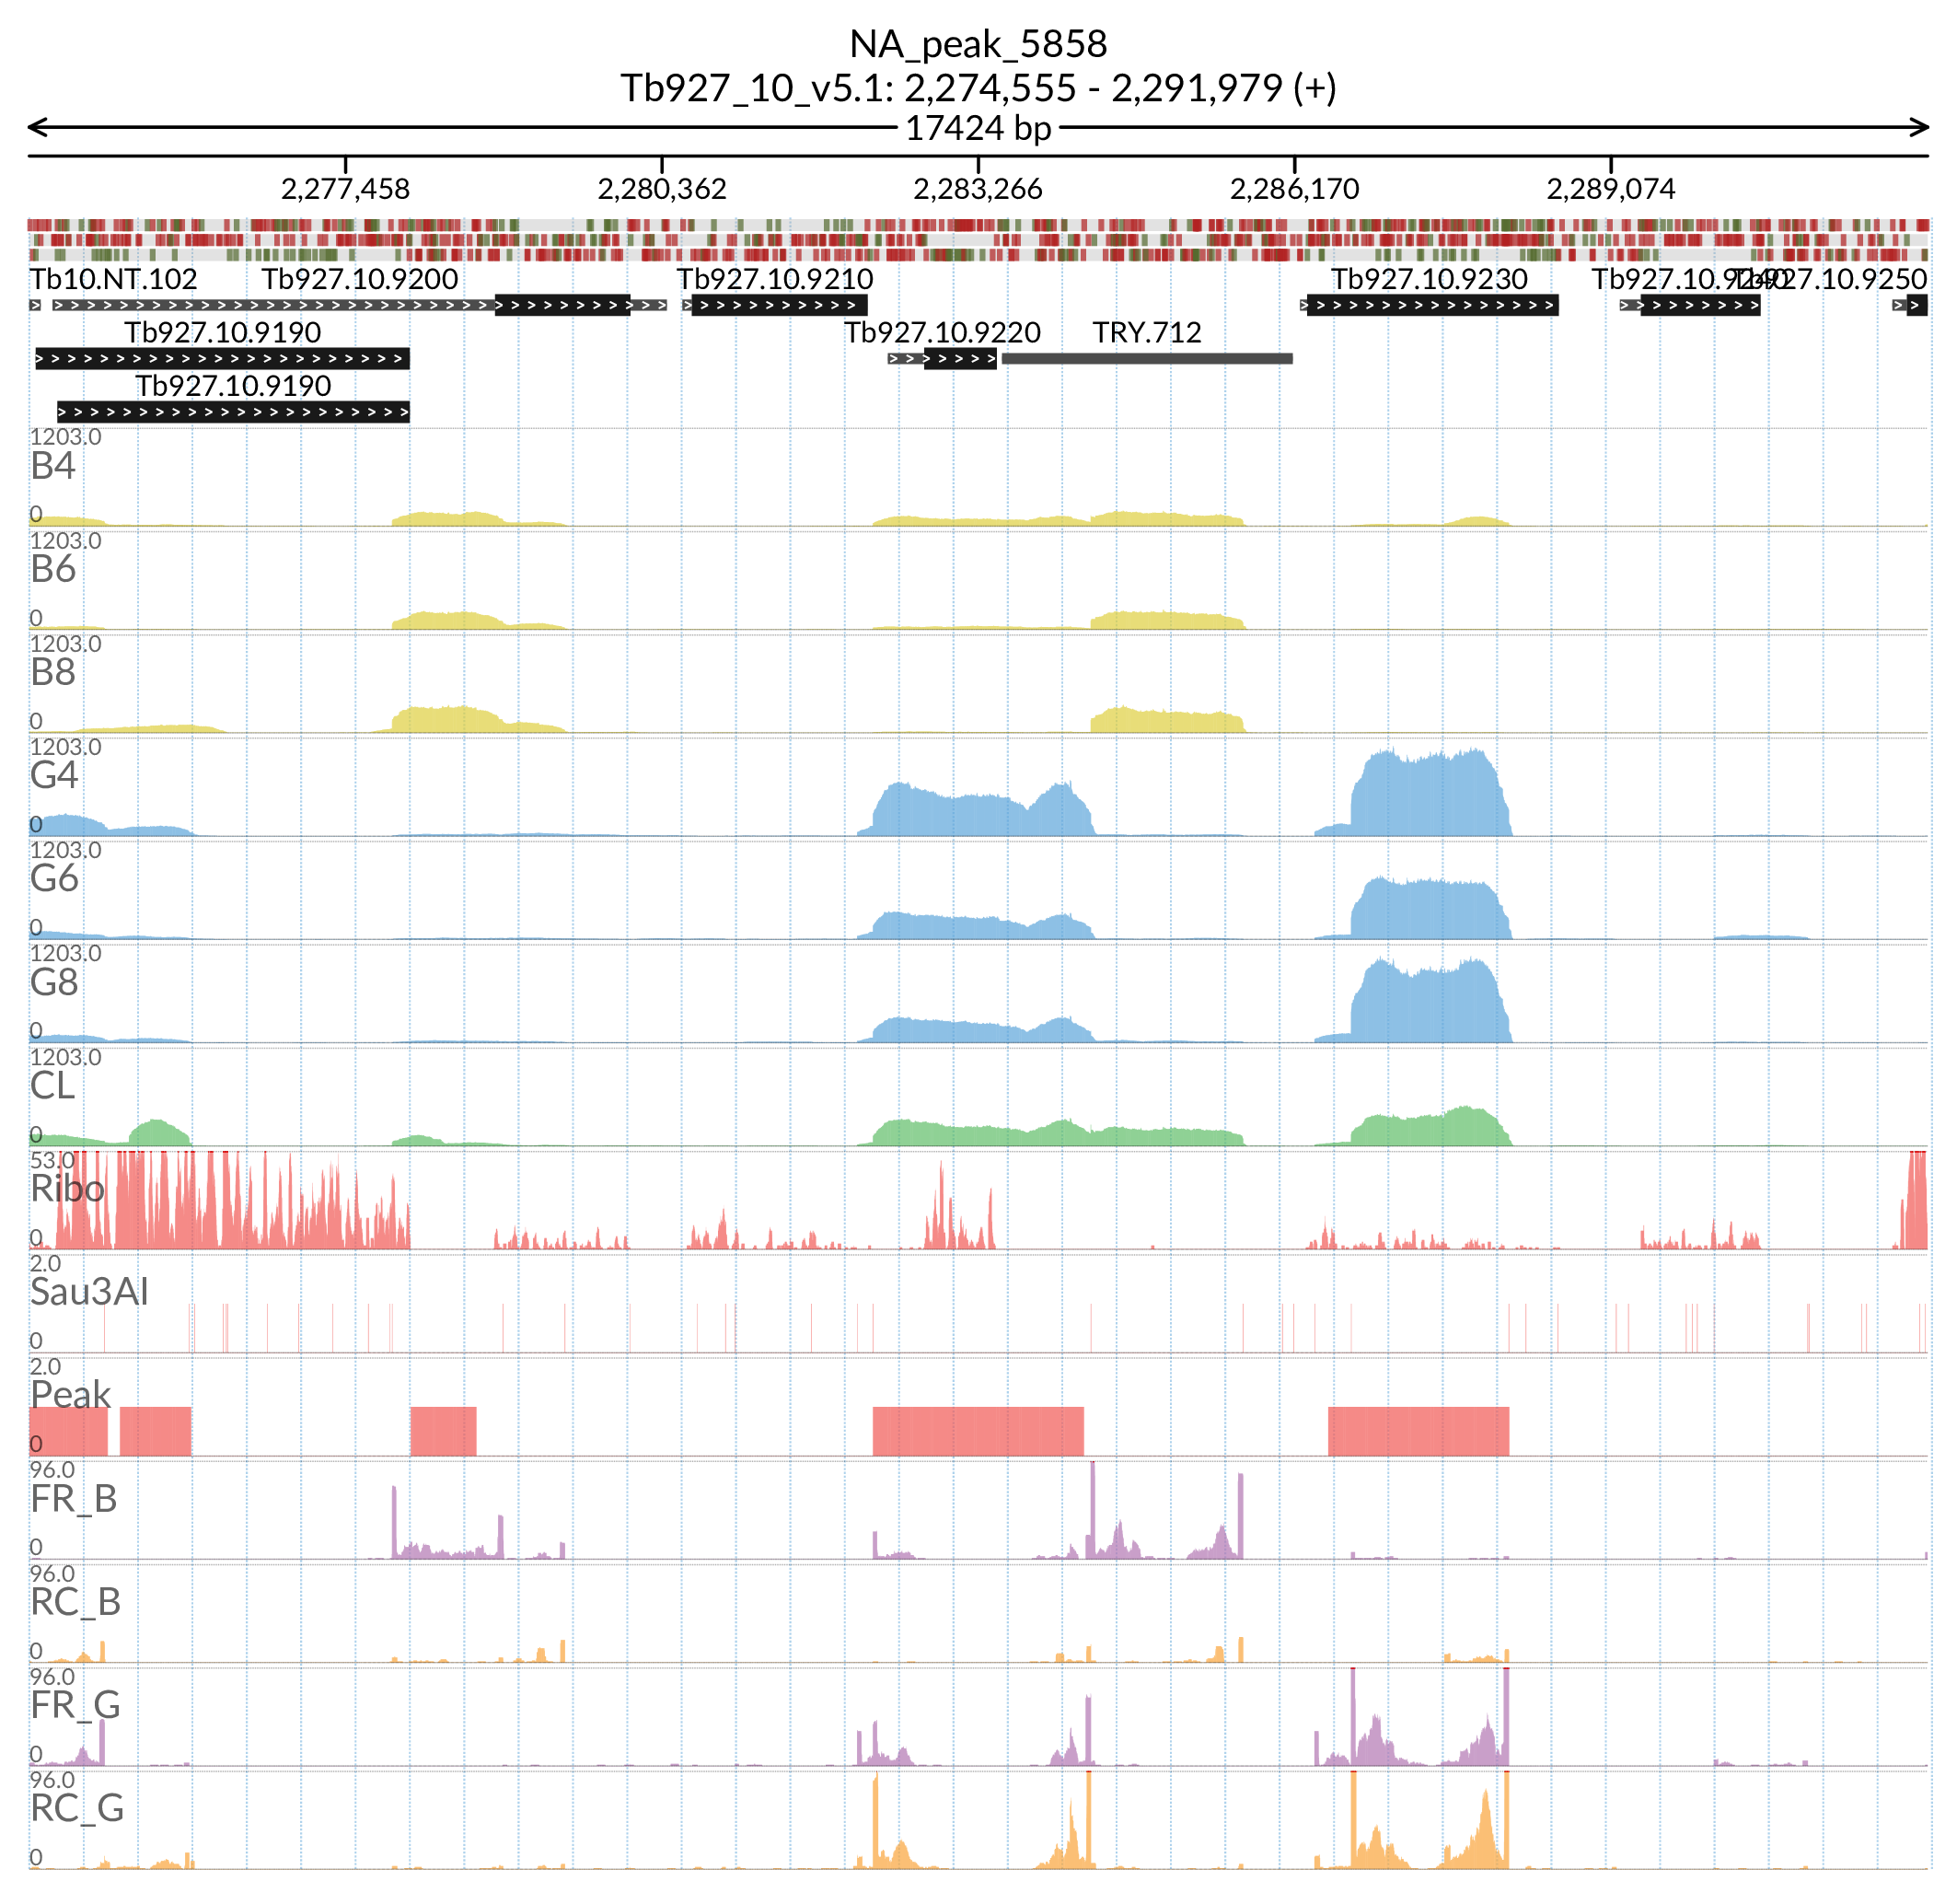 NA_peak_5858
Tb927_10_v5.1: 2,274,555 - 2,291,979 (+)
17424 bp
2,277,458 2,280,362 2,283,266 2,286,170 2,289,074
Tb10.NT.102 Tb927.10.9200 Tb927.10.9210 Tb927.10.9230 Tb927.10.9240 Tb927.10.9250
Tb927.10.9190 Tb927.10.9220 TRY.712
Tb927.10.9190
1203.0
B4
0
1203.0
B6
0
1203.0
B8
0
1203.0
G4
0
1203.0
G6
0
1203.0
G8
0
1203.0
CL
0
53.0
Ribo
0
2.0
Sau3AI
0
2.0
Peak
0
96.0
FR_B
0
96.0
RC_B
0
96.0
FR_G
0
96.0
RC_G
0